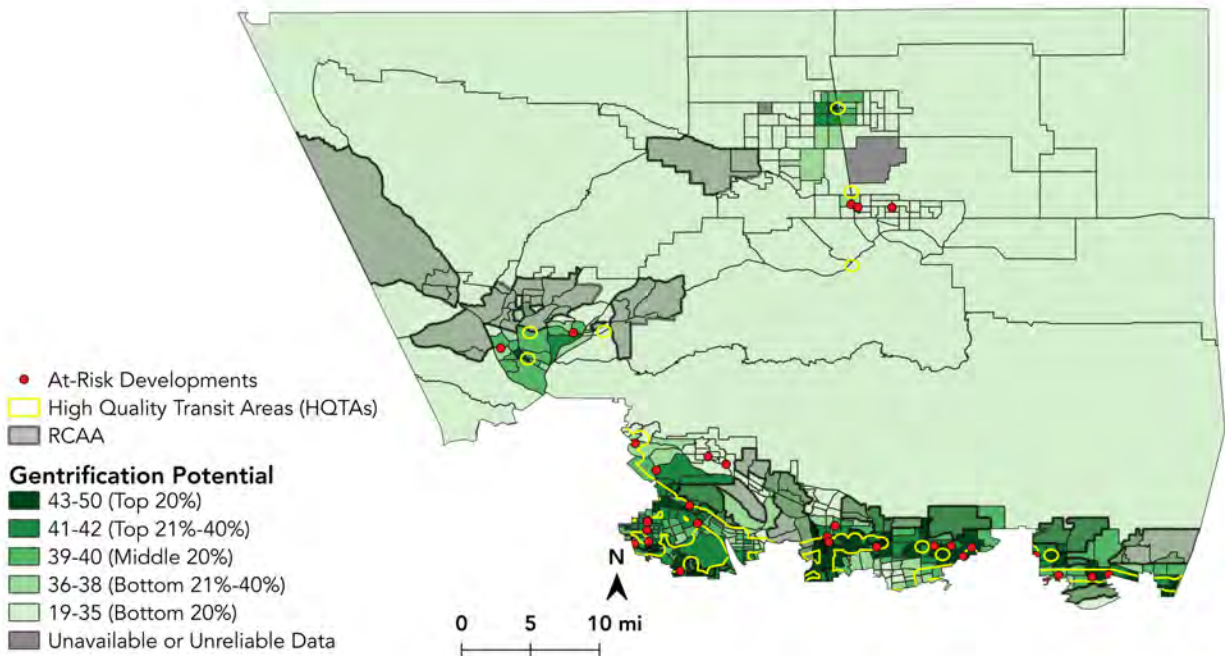 At-Risk Developments
High Quality Transit Areas (HQTAs)
RCAA
Gentrification Potential
43-50 (Top 20%)
41-42 (Top 21%-40%)
39-40 (Middle 20%)
36-38 (Bottom 21%-40%)
19-35 (Bottom 20%)
Unavailable or Unreliable Data
N
0 5 10 mi